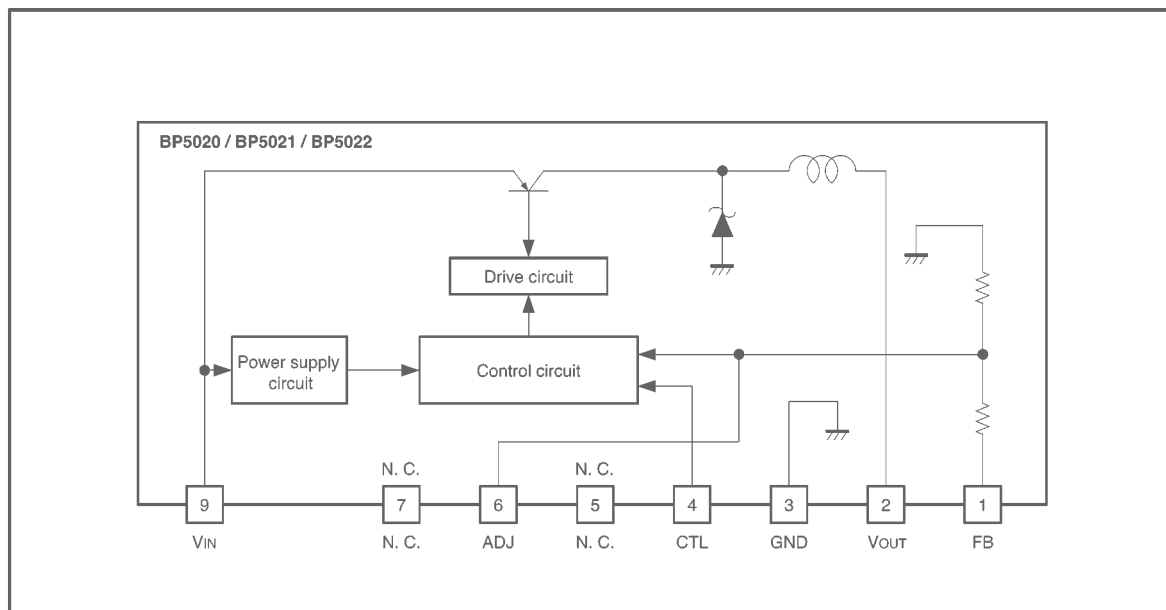 BP5020 / BP5021 / BP5022
Drive circuit
Power supply
circuit
Control circuit
N. C.
N. C.
9
7
6
5
4
3
2
1
VIN
N. C.
ADJ
N. C.
CTL
GND
VOUT
FB